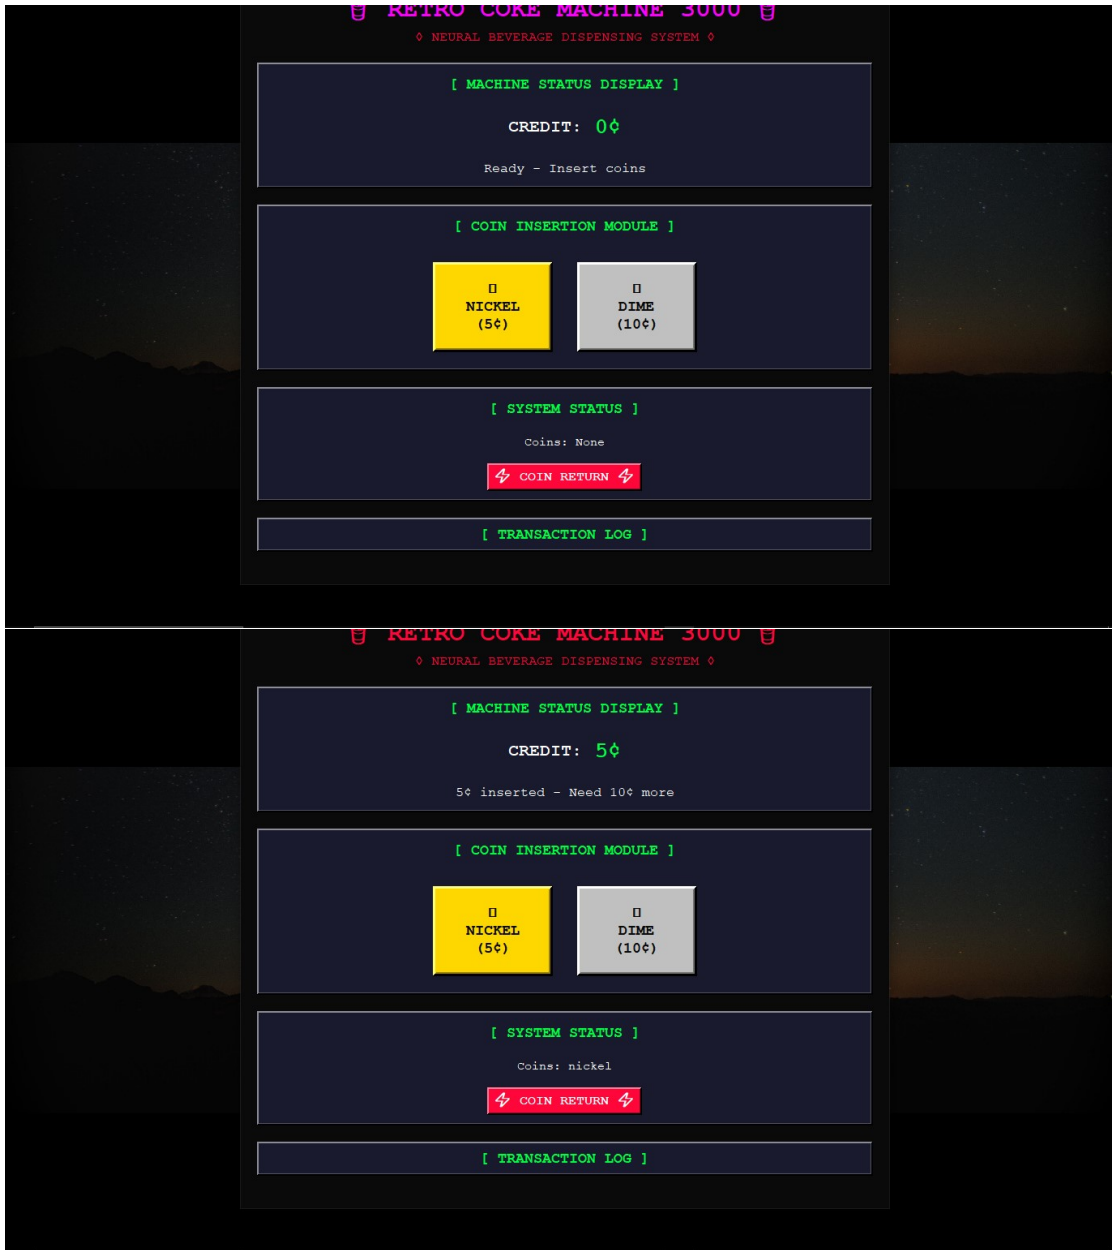 RETRO COKE MACHINE 3000
◊ NEURAL BEVERAGE DISPENSING SYSTEM ◊
[ MACHINE STATUS DISPLAY ]
CREDIT: 0¢
Ready - Insert coins
[ COIN INSERTION MODULE ]
NICKEL
(5¢)
DIME
(10¢)
[ SYSTEM STATUS ]
Coins: None
⚡ COIN RETURN ⚡
[ TRANSACTION LOG ]
RETRO COKE MACHINE 3000
◊ NEURAL BEVERAGE DISPENSING SYSTEM ◊
[ MACHINE STATUS DISPLAY ]
CREDIT: 5¢
5¢ inserted - Need 10¢ more
[ COIN INSERTION MODULE ]
NICKEL
(5¢)
DIME
(10¢)
[ SYSTEM STATUS ]
Coins: nickel
⚡ COIN RETURN ⚡
[ TRANSACTION LOG ]